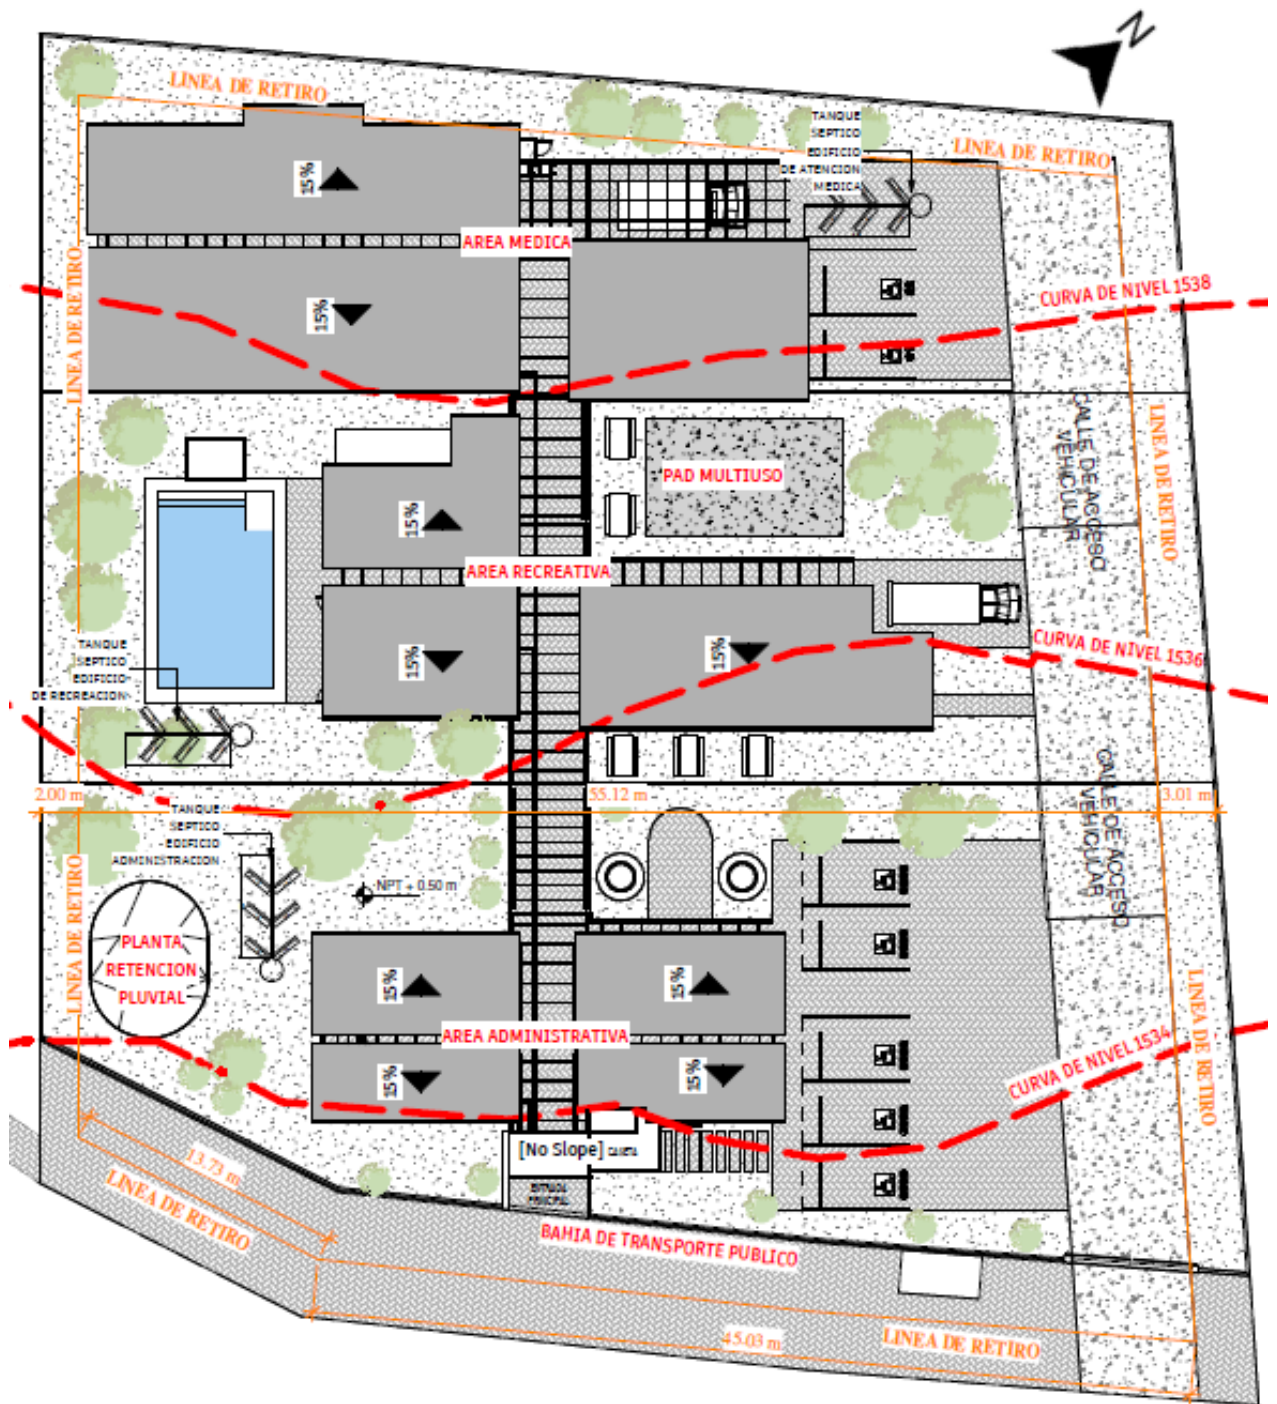 N
LINEA DE RETIRO
TANQUE
SEPTICO
EDIFICIO
DE ATENCION
MEDICA
LINEA DE RETIRO
15%
AREA MEDICA
LINEA DE RETIRO
15%
CURVA DE NIVEL 1538
CALLE DE ACCESO
VEHICULAR
LINEA DE RETIRO
PAD MULTIUSO
15%
AREA RECREATIVA
15%
15%
CURVA DE NIVEL 1536
TANQUE
SEPTICO
EDIFICIO
DE RECREACION
CALLE DE ACCESO
VEHICULAR
2.00 m
55.12 m
3.01 m
TANQUE
SEPTICO
EDIFICIO
ADMINISTRACION
NPT + 0.50 m
LINEA DE RETIRO
PLANTA
RETENCION
PLUVIAL
15%
15%
LINEA DE RETIRO
AREA ADMINISTRATIVA
15%
15%
CURVA DE NIVEL 1534
[No Slope]
CASETA
13.73 m
LINEA DE RETIRO
PRINCIPAL
BAHIA DE TRANSPORTE PUBLICO
45.03 m
LINEA DE RETIRO